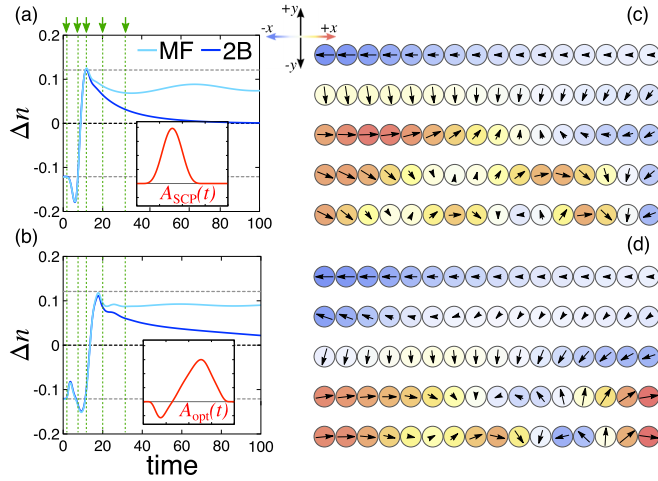 (a)
MF 2B
0.2
0.1
0
-0.1
-0.2
Δn
A_SCP(t)
0 20 40 60 80 100
(b)
0.2
0.1
0
-0.1
-0.2
Δn
A_opt(t)
0 20 40 60 80 100
time
+y
-x +x
-y
(c)
(d)